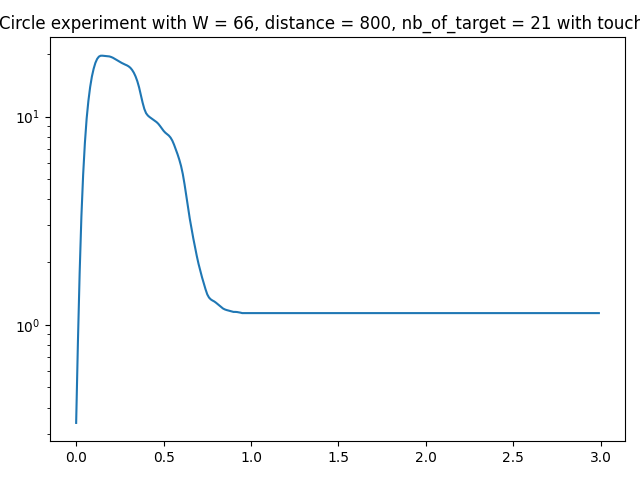 Circle experiment with W = 66, distance = 800, nb_of_target = 21 with touch
10¹
10⁰
0.0 0.5 1.0 1.5 2.0 2.5 3.0